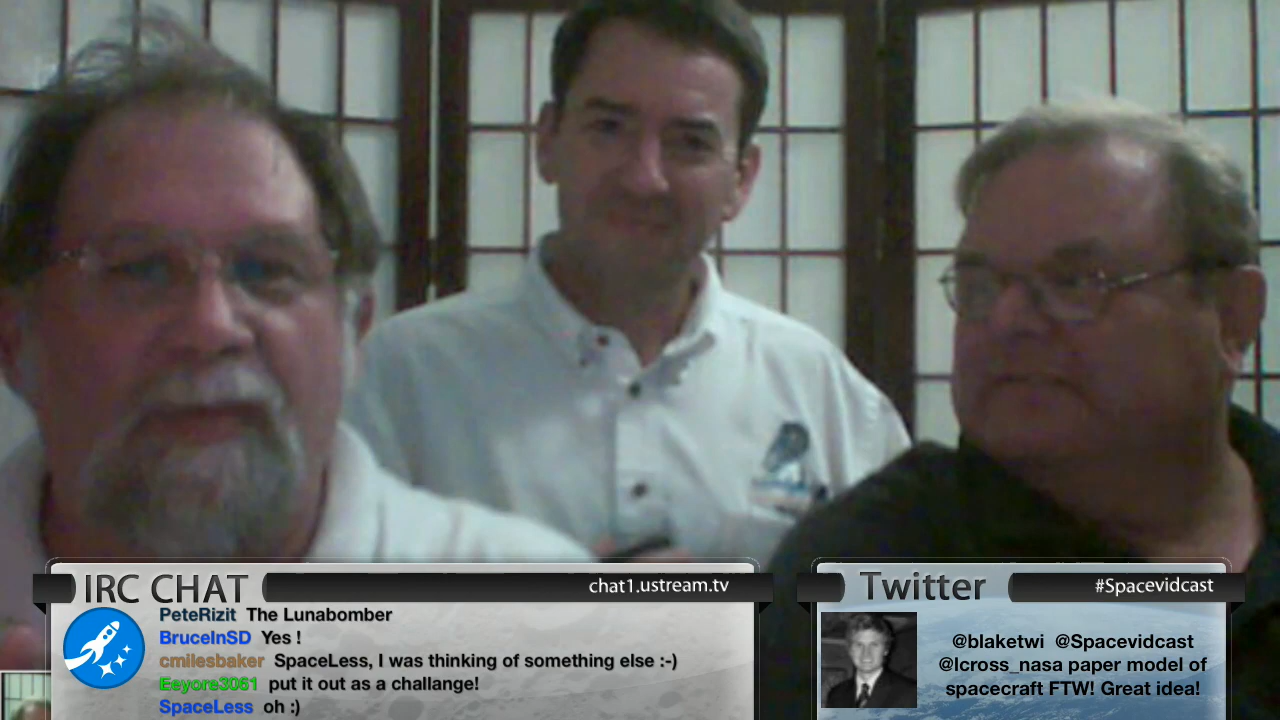 IRC CHAT
chat1.ustream.tv
PeteRizit The Lunabomber
BruceInSD Yes !
cmilesbaker SpaceLess, I was thinking of something else :-)
Eeyore3061 put it out as a challange!
SpaceLess oh :)
Twitter
#Spacevidcast
@blaketwi @Spacevidcast
@lcross_nasa paper model of
spacecraft FTW! Great idea!